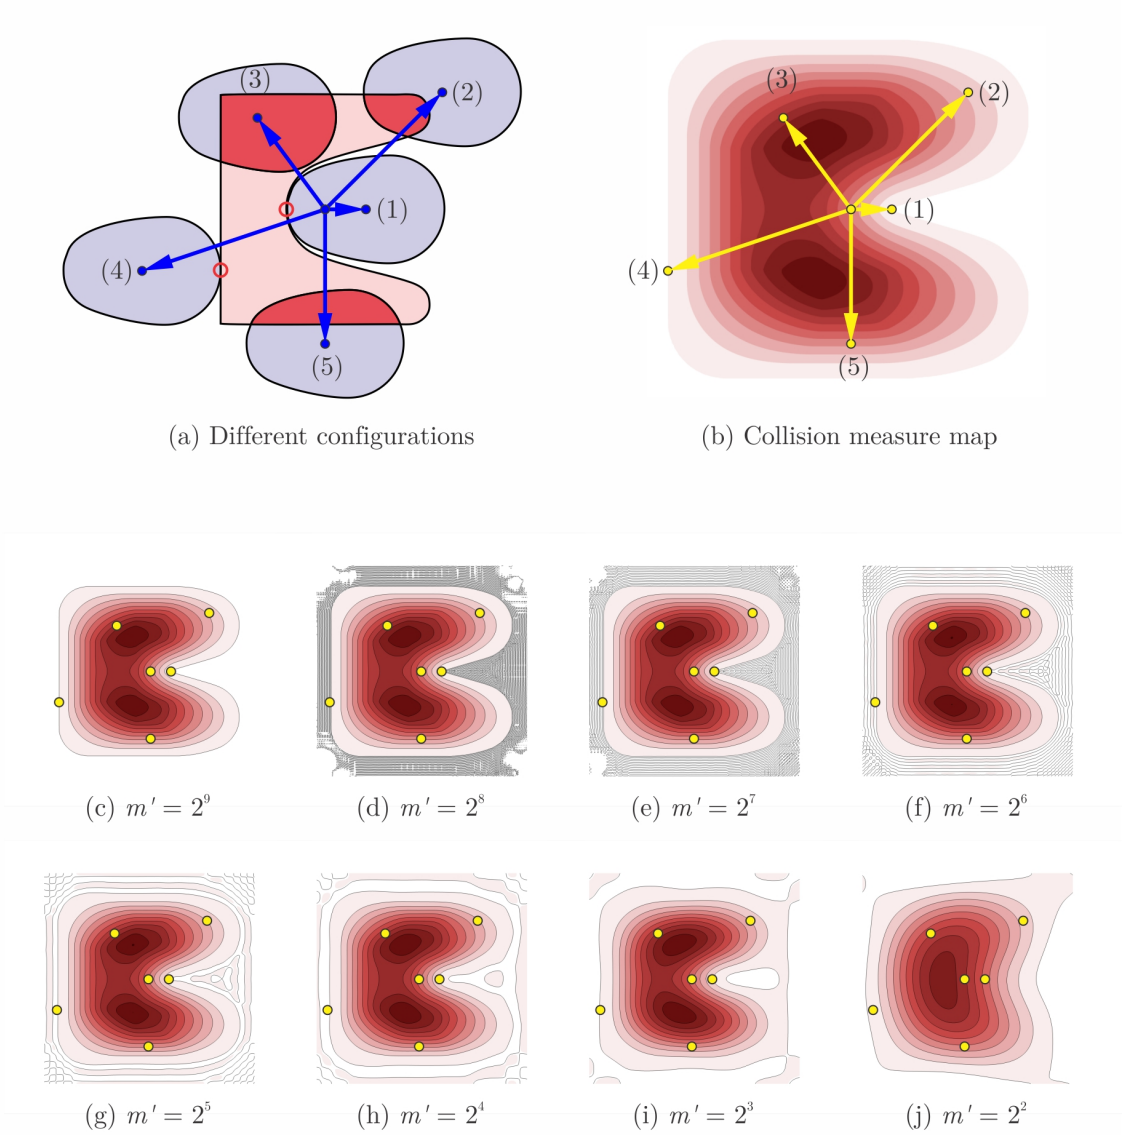 (3)
(2)
(1)
(4)
(5)
(3)
(2)
(1)
(4)
(5)
(a) Different configurations
(b) Collision measure map
(c) m′ = 2⁹
(d) m′ = 2⁸
(e) m′ = 2⁷
(f) m′ = 2⁶
(g) m′ = 2⁵
(h) m′ = 2⁴
(i) m′ = 2³
(j) m′ = 2²